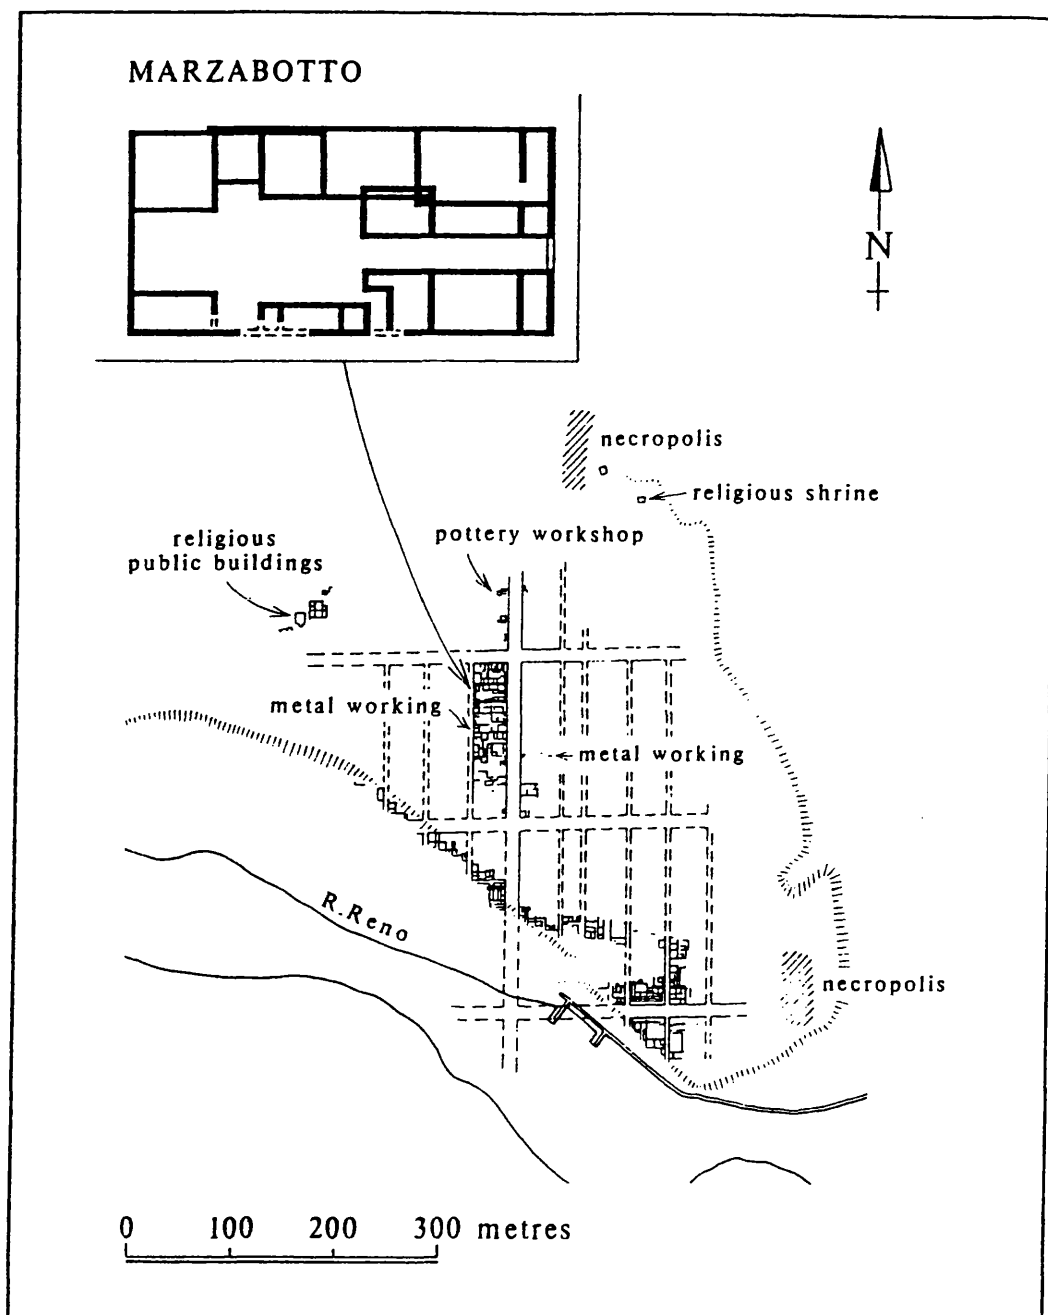 MARZABOTTO
N
necropolis
religious shrine
religious
public buildings
pottery workshop
metal working
metal working
R.Reno
necropolis
0 100 200 300 metres